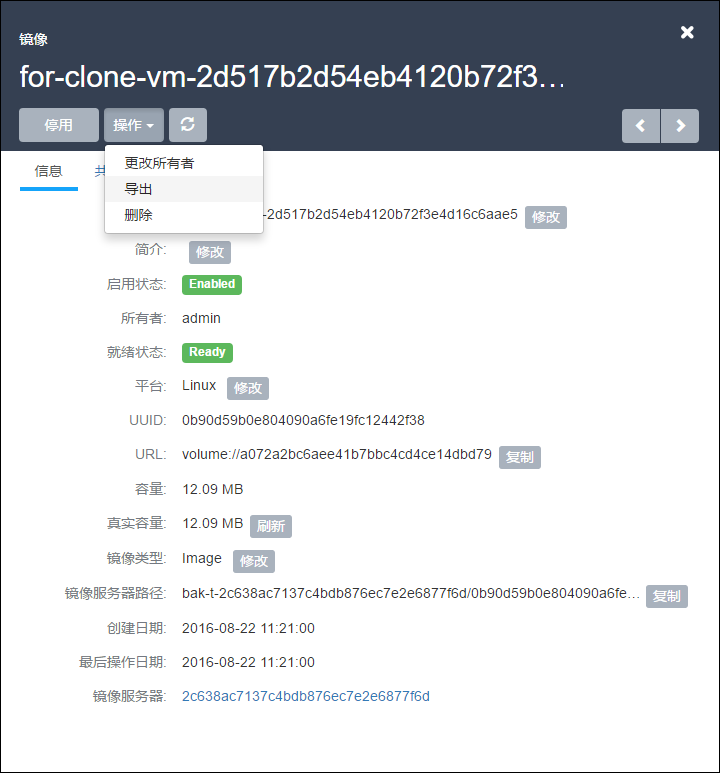 镜像
for-clone-vm-2d517b2d54eb4120b72f3…
停用 操作
更改所有者
导出
删除
信息 共
-2d517b2d54eb4120b72f3e4d16c6aae5 修改
简介: 修改
启用状态: Enabled
所有者: admin
就绪状态: Ready
平台: Linux 修改
UUID: 0b90d59b0e804090a6fe19fc12442f38
URL: volume://a072a2bc6aee41b7bbc4cd4ce14dbd79 复制
容量: 12.09 MB
真实容量: 12.09 MB 刷新
镜像类型: Image 修改
镜像服务器路径: bak-t-2c638ac7137c4bdb876ec7e2e6877f6d/0b90d59b0e804090a6fe… 复制
创建日期: 2016-08-22 11:21:00
最后操作日期: 2016-08-22 11:21:00
镜像服务器: 2c638ac7137c4bdb876ec7e2e6877f6d